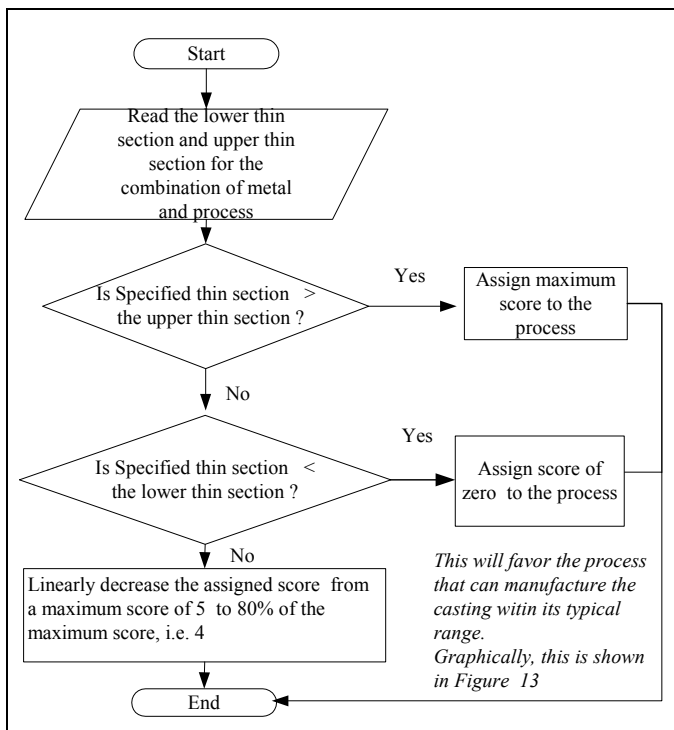 Start
Read the lower thin
section and upper thin
section for the
combination of metal
and process
Is Specified thin section >
the upper thin section ?
Yes
Assign maximum
score to the
process
No
Is Specified thin section <
the lower thin section ?
Yes
Assign score of
zero to the process
No
Linearly decrease the assigned score from
a maximum score of 5 to 80% of the
maximum score, i.e. 4
This will favor the process
that can manufacture the
casting witin its typical
range.
Graphically, this is shown
in Figure 13
End